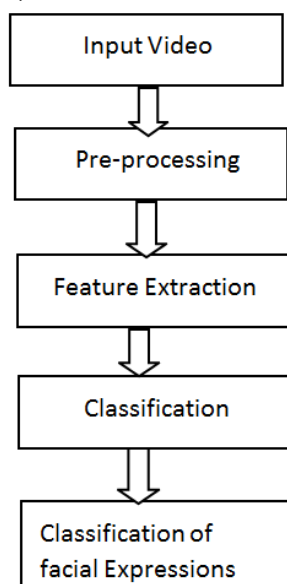 Input Video
Pre-processing
Feature Extraction
Classification
Classification of
facial Expressions